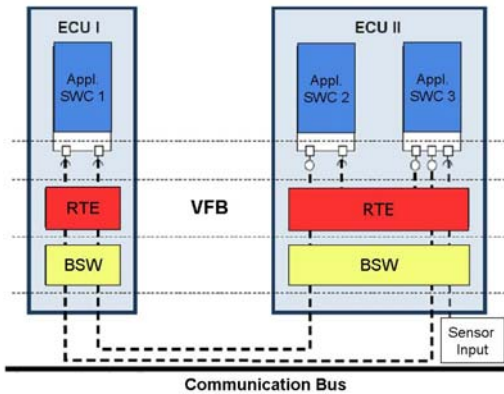 ECU I
ECU II
Appl.
SWC 1
Appl.
SWC 2
Appl.
SWC 3
RTE
VFB
RTE
BSW
BSW
Sensor
Input
Communication Bus